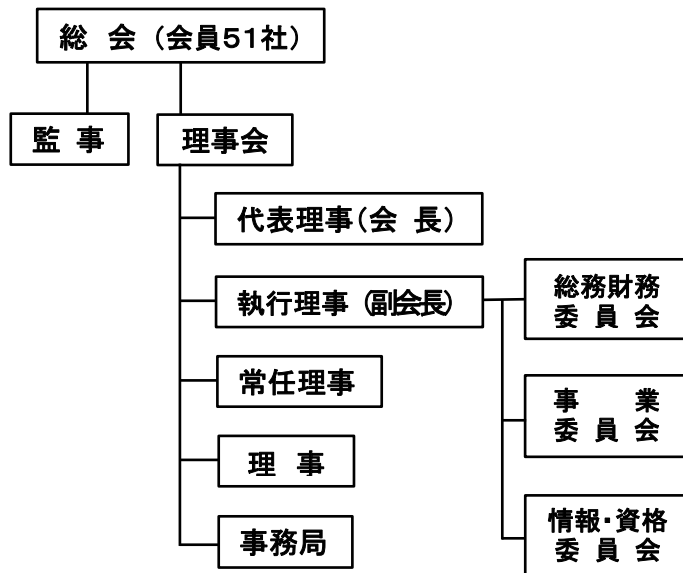 総　会（会員５１社）
監　事
理事会
代表理事（会　長）
執行理事（副会長）
総務財務
委　員　会
常任理事
事　　　業
委　員　会
理　事
事務局
情報・資格
委　員　会